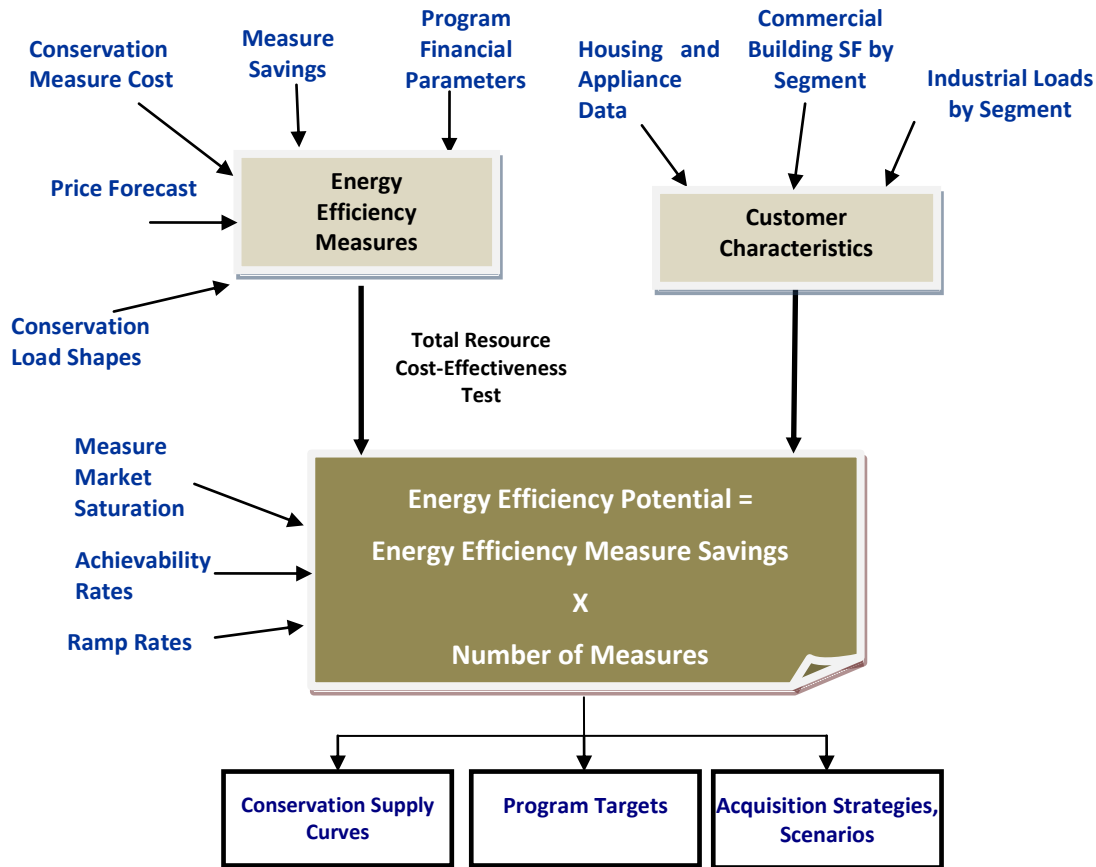 Conservation
Measure Cost
Measure
Savings
Program
Financial
Parameters
Housing and
Appliance
Data
Commercial
Building SF by
Segment
Industrial Loads
by Segment
Price Forecast
Energy
Efficiency
Measures
Customer
Characteristics
Conservation
Load Shapes
Total Resource
Cost-Effectiveness
Test
Measure
Market
Saturation
Achievability
Rates
Ramp Rates
Energy Efficiency Potential =
Energy Efficiency Measure Savings
X
Number of Measures
Conservation Supply
Curves
Program Targets
Acquisition Strategies,
Scenarios